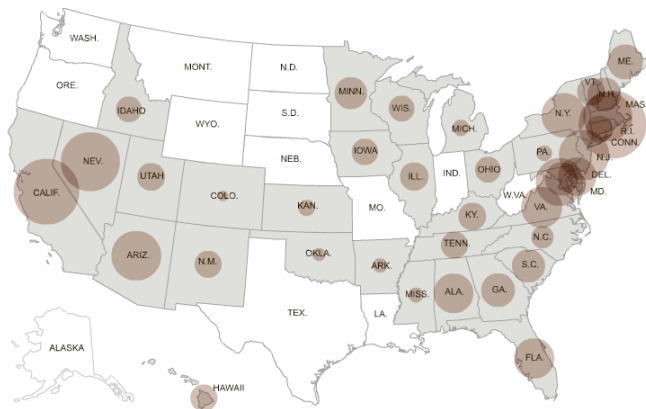 WASH.
ORE.
MONT.
IDAHO
WYO.
N.D.
S.D.
NEB.
MINN.
WIS.
MICH.
IOWA
NEV.
CALIF.
UTAH
COLO.
KAN.
MO.
ILL.
IND.
OHIO
PA.
N.Y.
VT.
N.H.
ME.
MAS
R.I.
CONN.
N.J.
DEL.
MD.
W.VA.
VA.
KY.
TENN.
N.C.
S.C.
ARIZ.
N.M.
OKLA.
ARK.
TEX.
LA.
MISS.
ALA.
GA.
FLA.
ALASKA
HAWAII